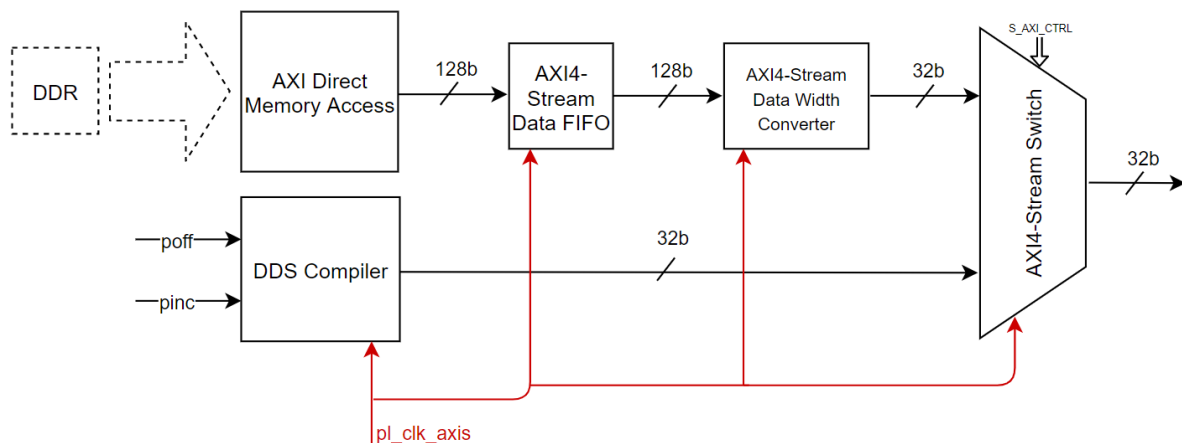 S_AXI_CTRL
DDR
AXI Direct
Memory Access
128b
AXI4-
Stream
Data FIFO
128b
AXI4-Stream
Data Width
Converter
32b
AXI4-Stream Switch
32b
poff
pinc
DDS Compiler
32b
pl_clk_axis